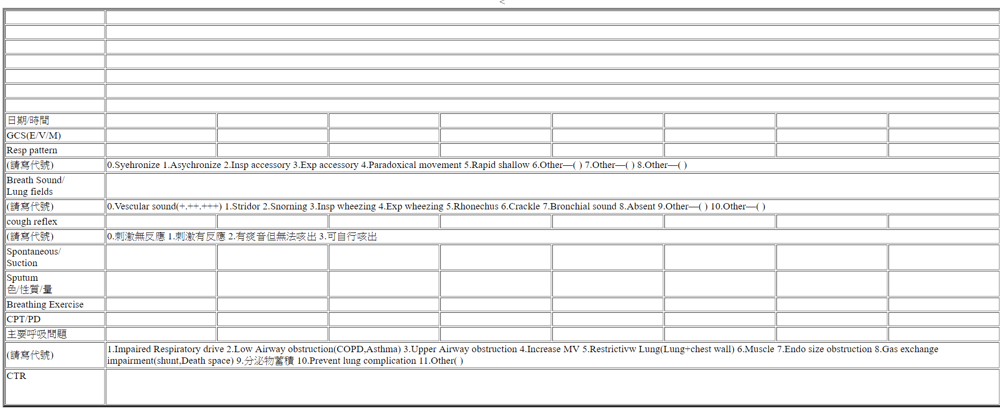 <
日期/時間
GCS(E/V/M)
Resp pattern
(請寫代號) 0.Syehronize 1.Asychronize 2.Insp accessory 3.Exp accessory 4.Paradoxical movement 5.Rapid shallow 6.Other—( ) 7.Other—( ) 8.Other—( )
Breath Sound/
Lung fields
(請寫代號) 0.Vescular sound(+.++.+++) 1.Stridor 2.Snorning 3.Insp wheezing 4.Exp wheezing 5.Rhonechus 6.Crackle 7.Bronchial sound 8.Absent 9.Other—( ) 10.Other—( )
cough reflex
(請寫代號) 0.刺激無反應 1.刺激有反應 2.有痰音但無法咳出 3.可自行咳出
Spontaneous/
Suction
Sputum
色/性質/量
Breathing Exercise
CPT/PD
主要呼吸問題
(請寫代號) 1.Impaired Respiratory drive 2.Low Airway obstruction(COPD,Asthma) 3.Upper Airway obstruction 4.Increase MV 5.Restrictivw Lung(Lung+chest wall) 6.Muscle 7.Endo size obstruction 8.Gas exchange
impairment(shunt,Death space) 9.分泌物蓄積 10.Prevent lung complication 11.Other( )
CTR